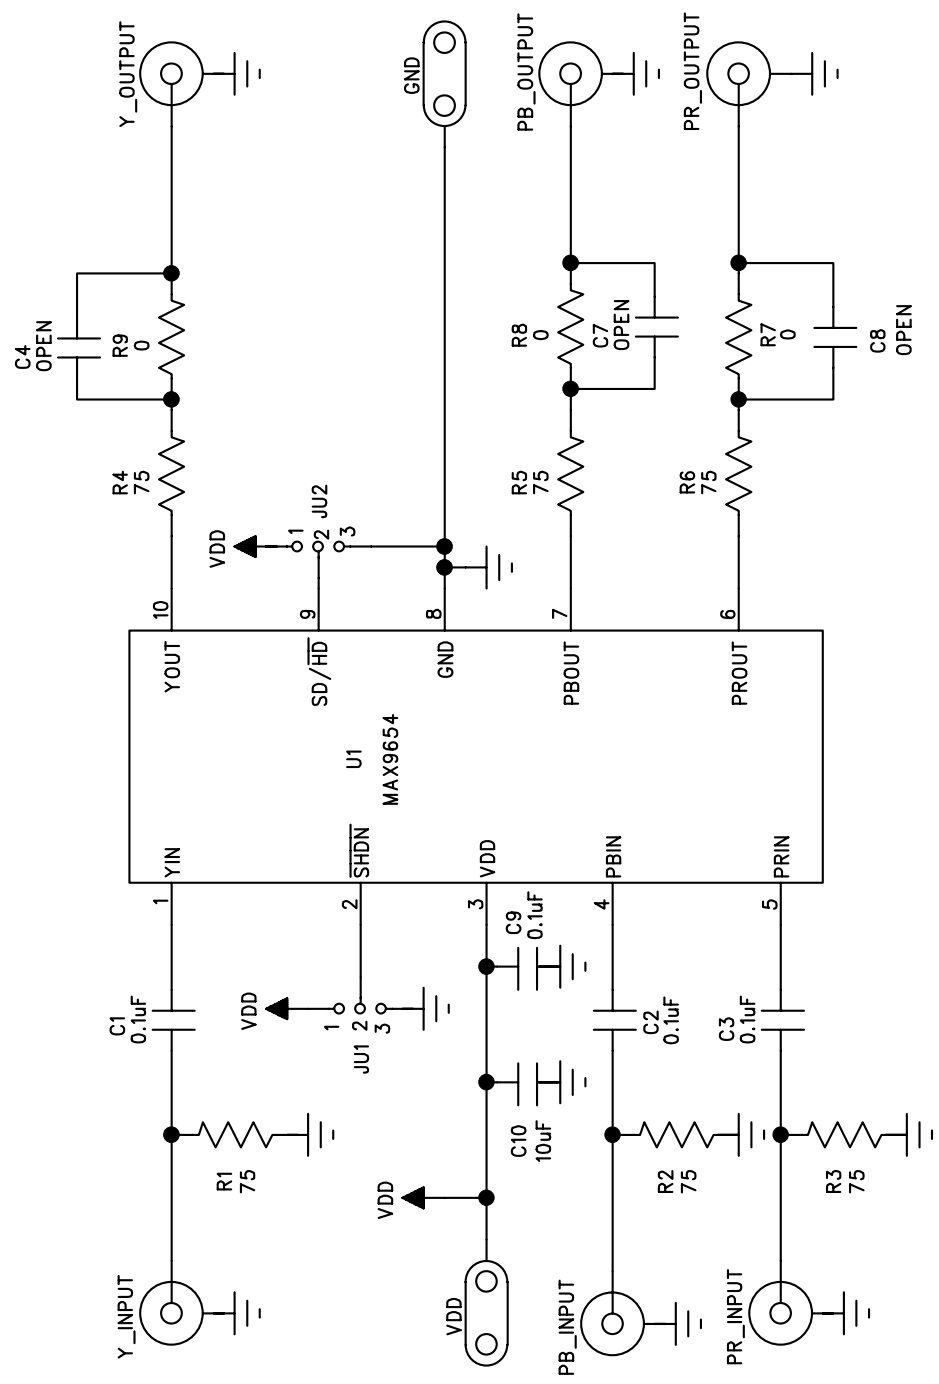 Y_INPUT
R1
75
C1
0.1uF
1
YIN
YOUT
10
R4
75
R9
0
C4
OPEN
Y_OUTPUT
VDD
1
2
3
JU1
2
SHDN
U1
MAX9654
SD/HD
9
VDD
1
2
3
JU2
VDD
VDD
C10
10uF
C9
0.1uF
3
VDD
GND
8
GND
PB_INPUT
R2
75
C2
0.1uF
4
PBIN
PBOUT
7
R5
75
R8
0
C7
OPEN
PB_OUTPUT
PR_INPUT
R3
75
C3
0.1uF
5
PRIN
PROUT
6
R6
75
R7
0
C8
OPEN
PR_OUTPUT